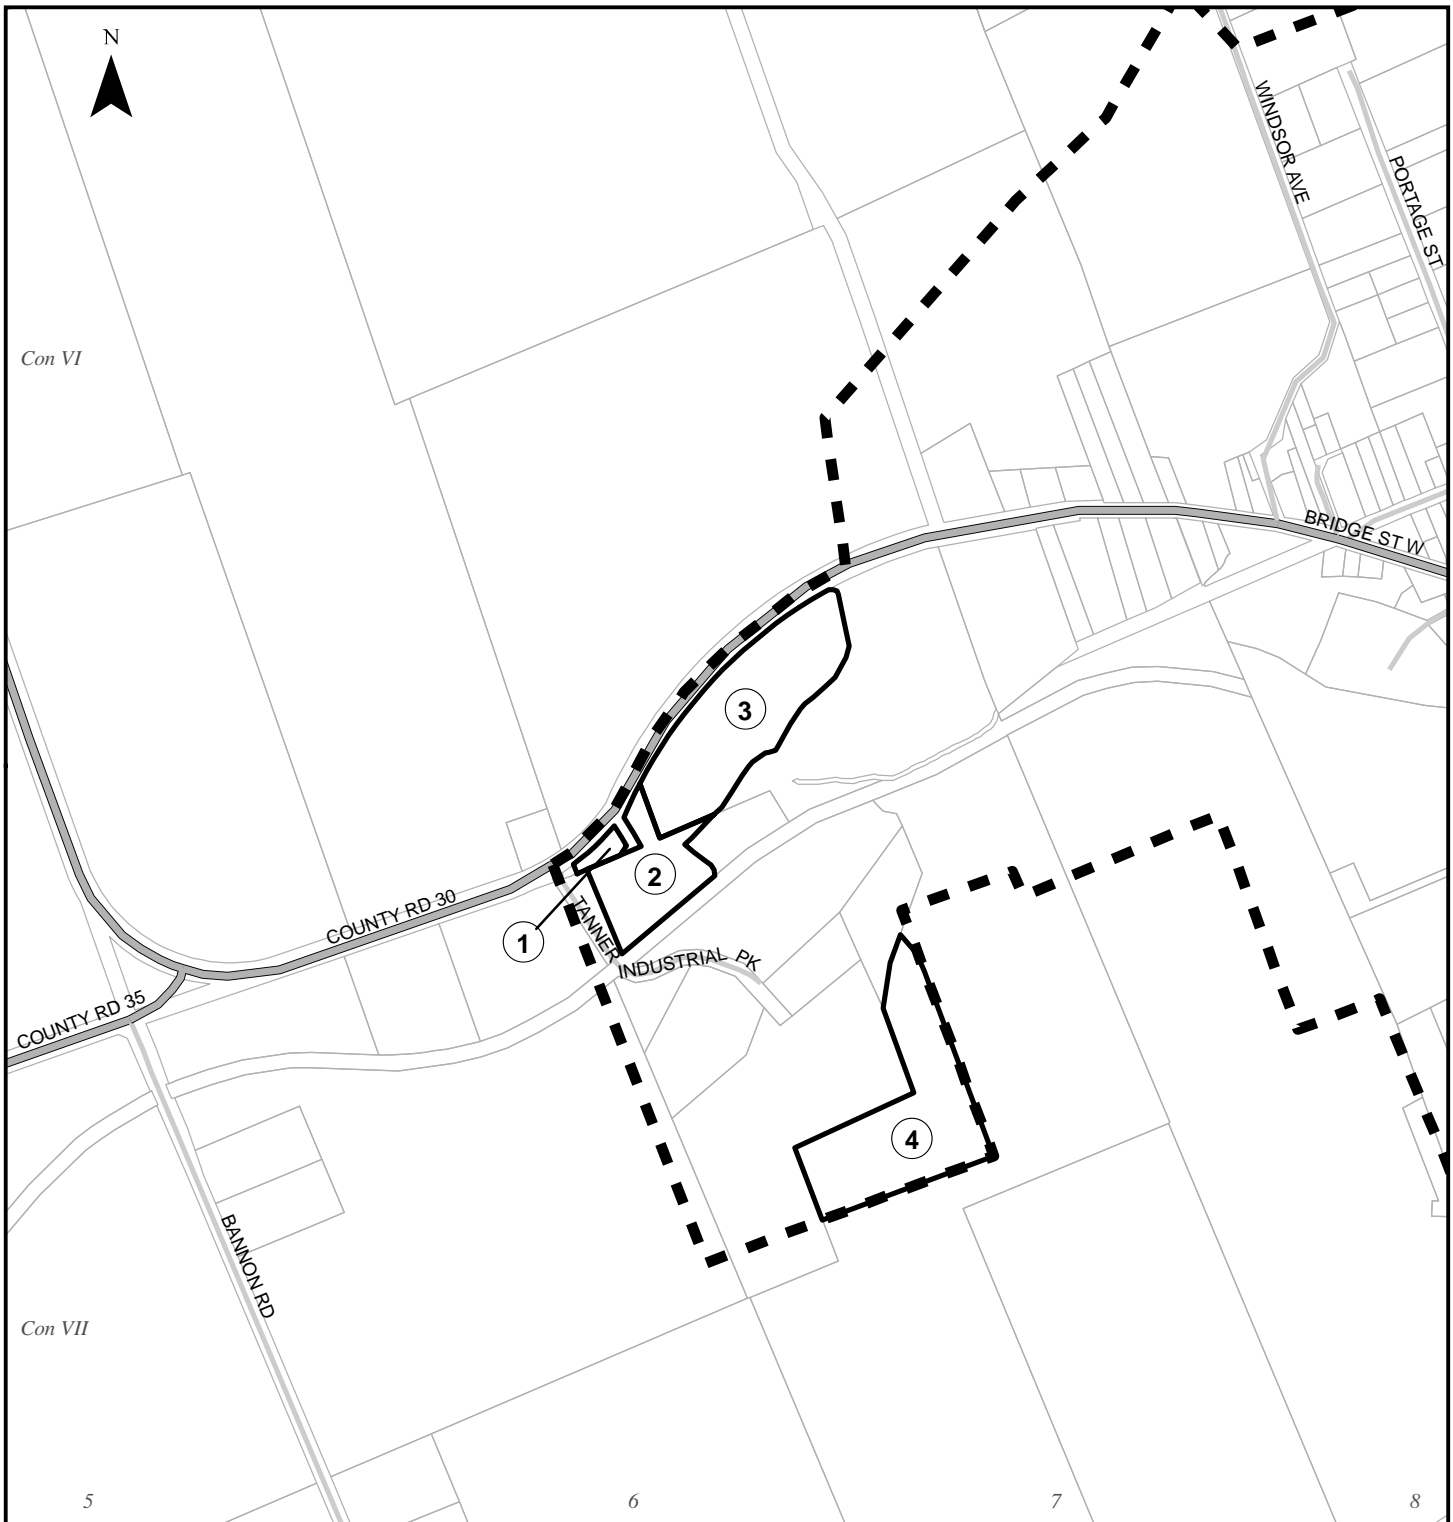 N
WINDSOR AVE
PORTAGE ST
Con VI
BRIDGE ST W
3
2
1
COUNTY RD 30
TANNER
INDUSTRIAL PK
COUNTY RD 35
4
BANNON RD
Con VII
5 6 7 8